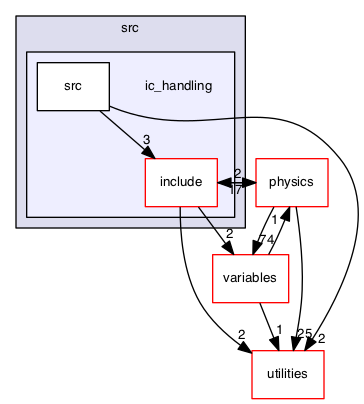 src
src
ic_handling
3
include
2
17
physics
2
1
74
variables
2
1
25
2
utilities